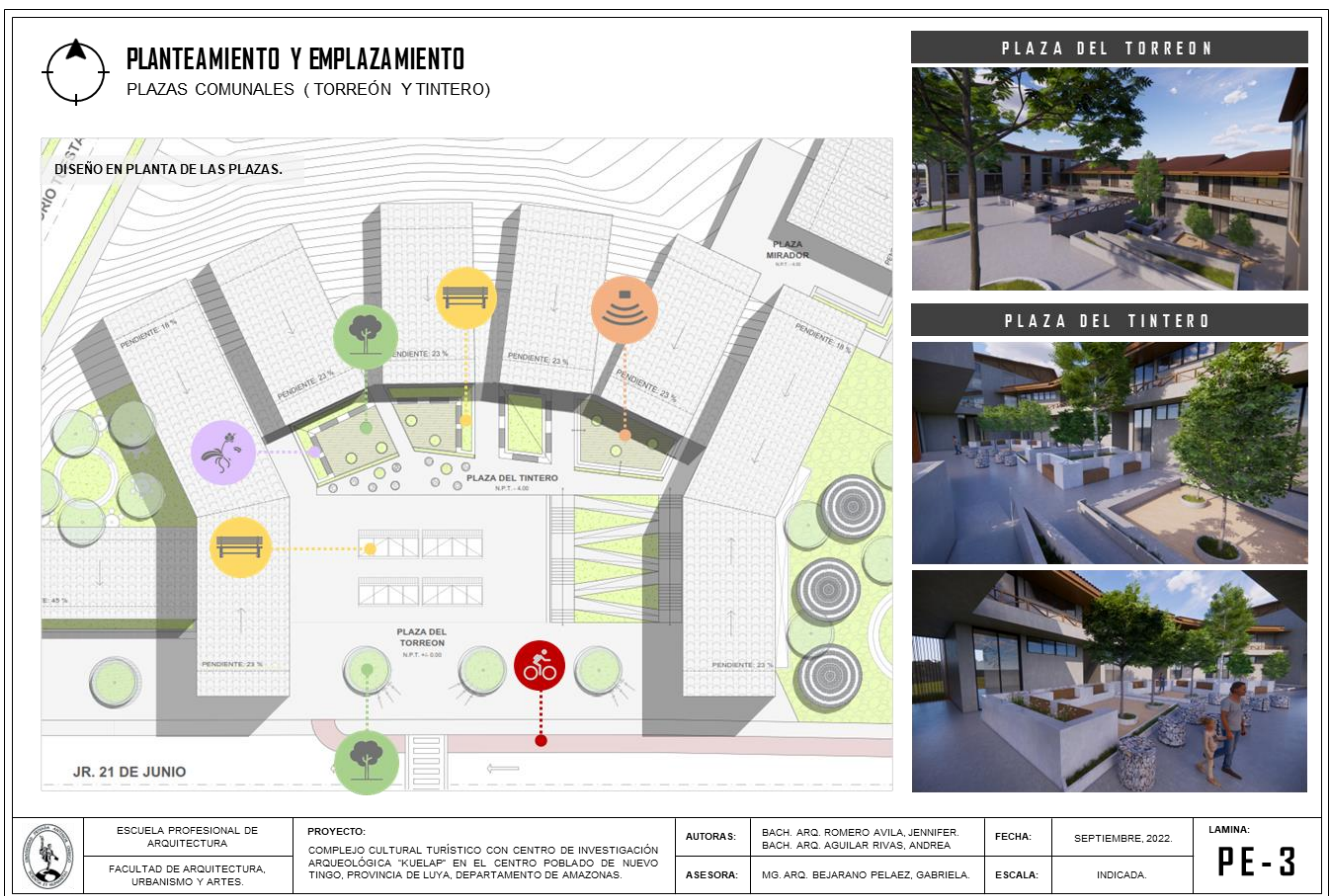 PLANTEAMIENTO Y EMPLAZAMIENTO
PLAZAS COMUNALES ( TORREÓN Y TINTERO)
DISEÑO EN PLANTA DE LAS PLAZAS.
PLAZA
MIRADOR
N.P.T. - 4.00
PENDIENTE: 18 %
PENDIENTE: 23 %
ENDIENTE: 23 %
PENDIENTE: 23 %
PENDIENTE: 23 %
PENDIENTE: 18 %
PLAZA DEL TINTERO
N.P.T. - 4.00
E: 45 %
PLAZA DEL
TORREON
N.P.T. +/- 0.00
PENDIENTE: 23 %
PENDIENTE: 23 %
JR. 21 DE JUNIO
PLAZA DEL TORREON
PLAZA DEL TINTERO
ESCUELA PROFESIONAL DE
ARQUITECTURA
FACULTAD DE ARQUITECTURA,
URBANISMO Y ARTES.
PROYECTO:
COMPLEJO CULTURAL TURÍSTICO CON CENTRO DE INVESTIGACIÓN
ARQUEOLÓGICA "KUELAP" EN EL CENTRO POBLADO DE NUEVO
TINGO, PROVINCIA DE LUYA, DEPARTAMENTO DE AMAZONAS.
AUTORAS:
BACH. ARQ. ROMERO AVILA, JENNIFER.
BACH. ARQ. AGUILAR RIVAS, ANDREA
ASESORA:
MG. ARQ. BEJARANO PELAEZ, GABRIELA.
FECHA:
SEPTIEMBRE, 2022.
ESCALA:
INDICADA.
LAMINA:
PE-3